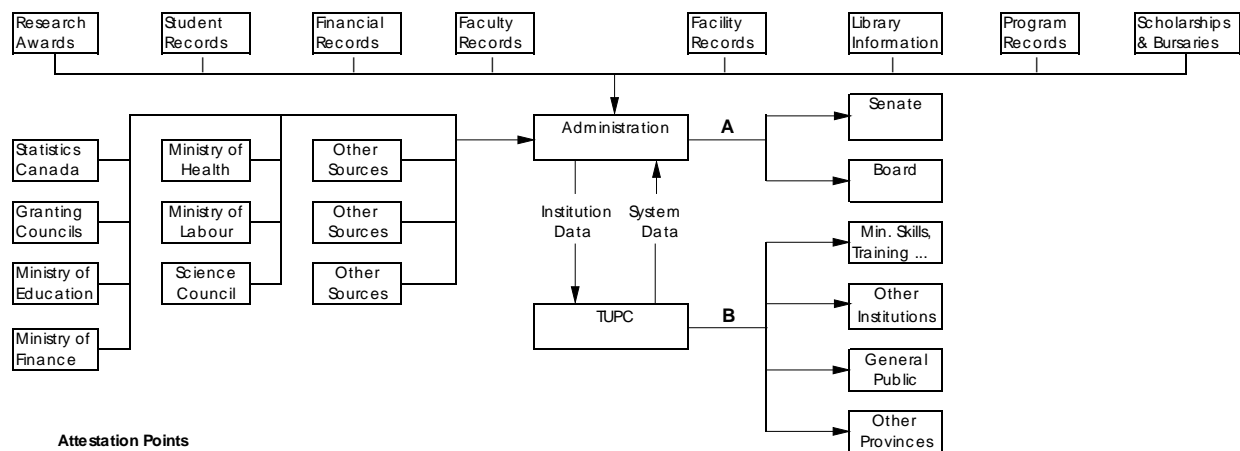 Research
Awards
Student
Records
Financial
Records
Faculty
Records
Facility
Records
Library
Information
Program
Records
Scholarships
& Bursaries
Administration
A
Senate
Board
Statistics
Canada
Ministry of
Health
Other
Sources
Granting
Councils
Ministry of
Labour
Other
Sources
Institution
Data
System
Data
Min. Skills,
Training ...
Ministry of
Education
Science
Council
Other
Sources
Other
Institutions
TUPC
B
Ministry of
Finance
General
Public
Other
Provinces
Attestation Points